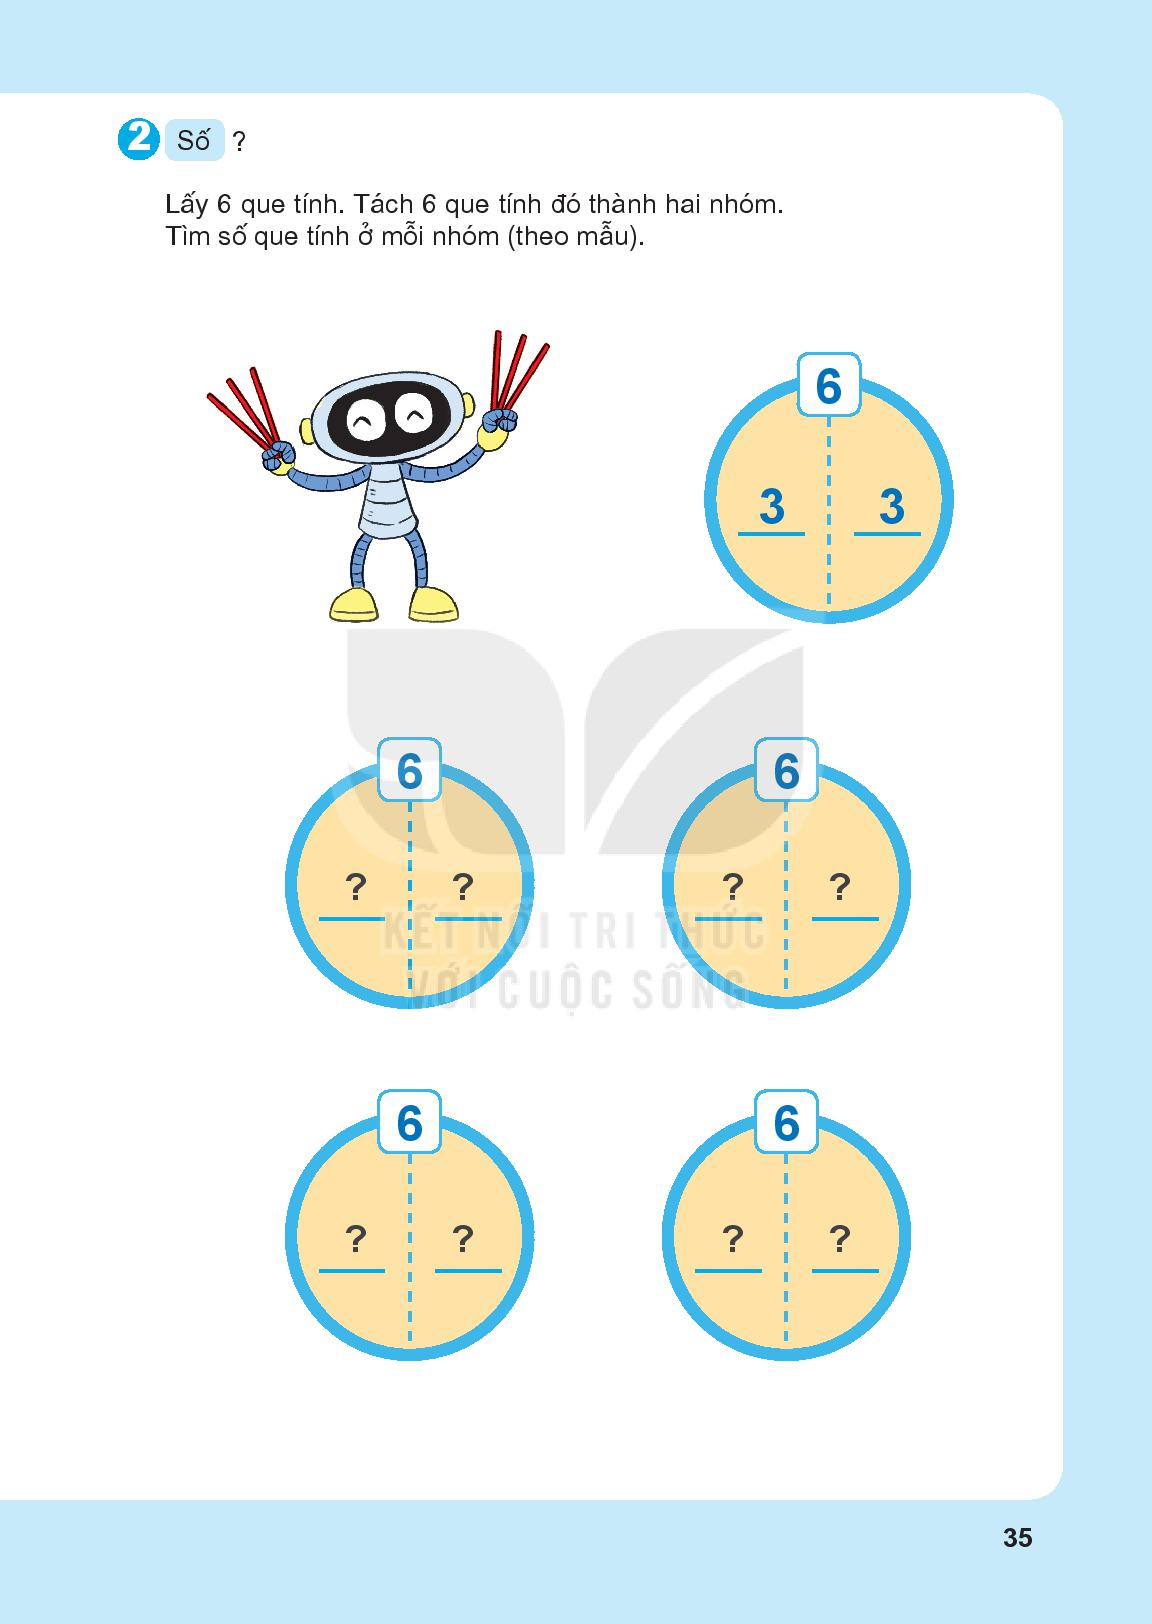 2 Số ?
Lấy 6 que tính. Tách 6 que tính đó thành hai nhóm.
Tìm số que tính ở mỗi nhóm (theo mẫu).
6
3 3
6 6
? ? ? ?
KẾT NỐI TRI THỨC
VỚI CUỘC SỐNG
6 6
? ? ? ?
35